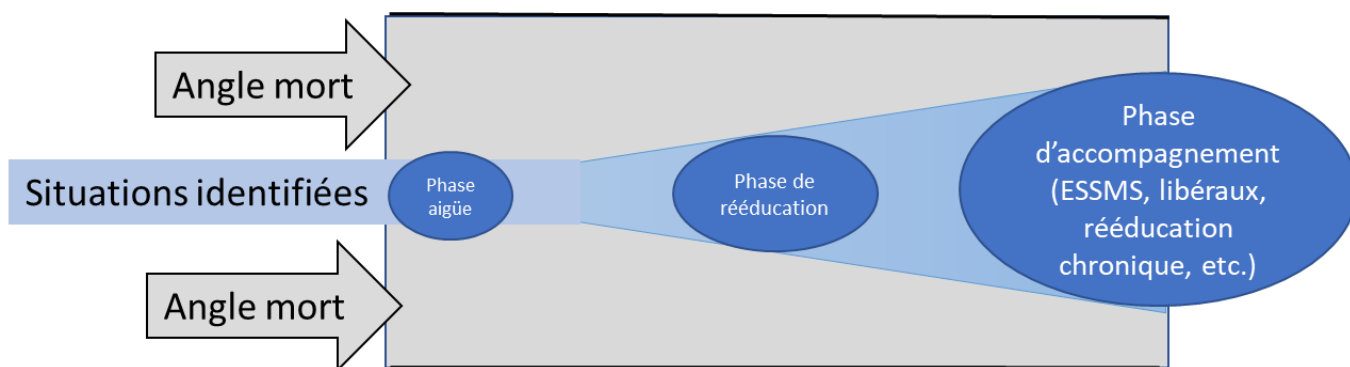 Angle mort
Situations identifiées
Angle mort
Phase
aigüe
Phase de
rééducation
Phase
d’accompagnement
(ESSMS, libéraux,
rééducation
chronique, etc.)